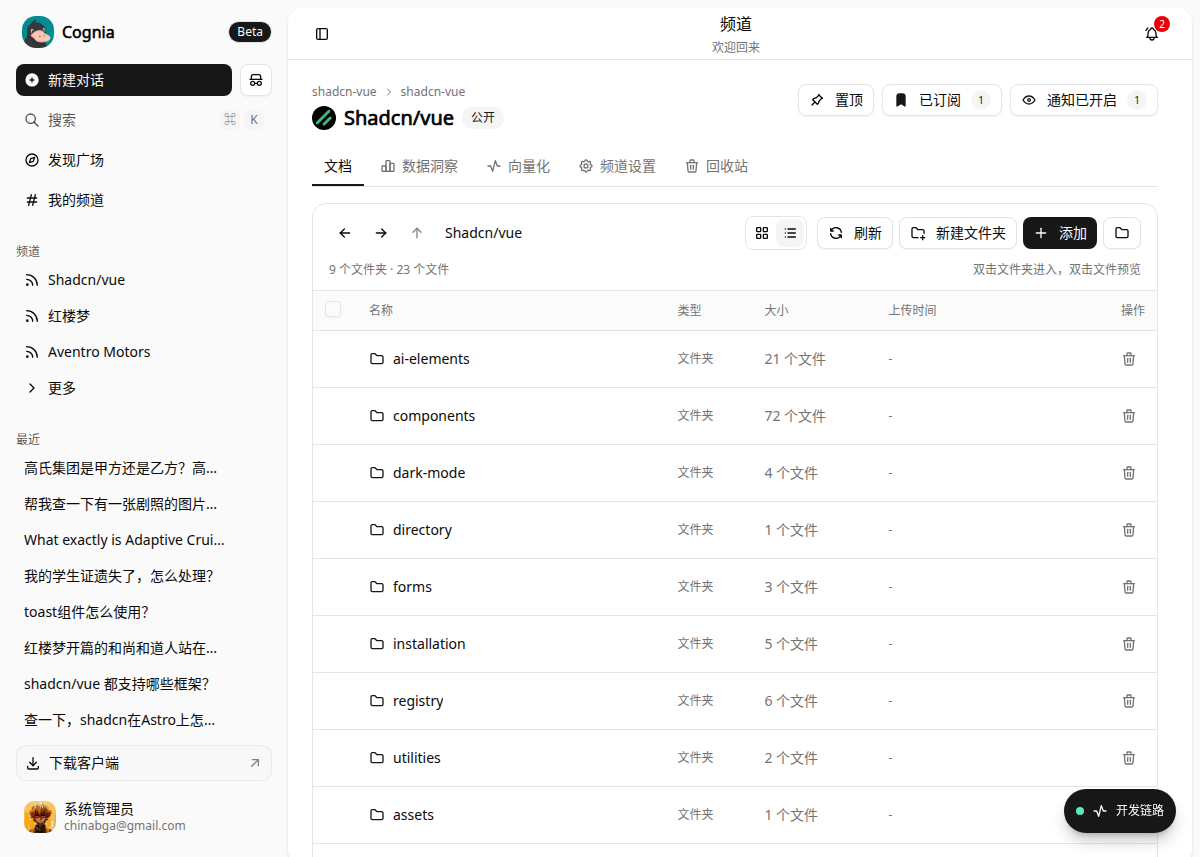 Cognia
Beta
新建对话
搜索
⌘ K
发现广场
# 我的频道
频道
Shadcn/vue
红楼梦
Aventro Motors
更多
最近
高氏集团是甲方还是乙方？高...
帮我查一下有一张剧照的图片...
What exactly is Adaptive Crui...
我的学生证遗失了，怎么处理？
toast组件怎么使用？
红楼梦开篇的和尚和道人站在...
shadcn/vue 都支持哪些框架？
查一下，shadcn在Astro上怎...
下载客户端
系统管理员
chinabga@gmail.com
频道
欢迎回来
2
shadcn-vue > shadcn-vue
Shadcn/vue 公开
置顶
已订阅 1
通知已开启 1
文档 数据洞察 向量化 频道设置 回收站
Shadcn/vue
刷新 新建文件夹 添加
9 个文件夹 · 23 个文件
双击文件夹进入，双击文件预览
名称 类型 大小 上传时间 操作
ai-elements 文件夹 21 个文件 -
components 文件夹 72 个文件 -
dark-mode 文件夹 4 个文件 -
directory 文件夹 1 个文件 -
forms 文件夹 3 个文件 -
installation 文件夹 5 个文件 -
registry 文件夹 6 个文件 -
utilities 文件夹 2 个文件 -
assets 文件夹 1 个文件 -
开发链路